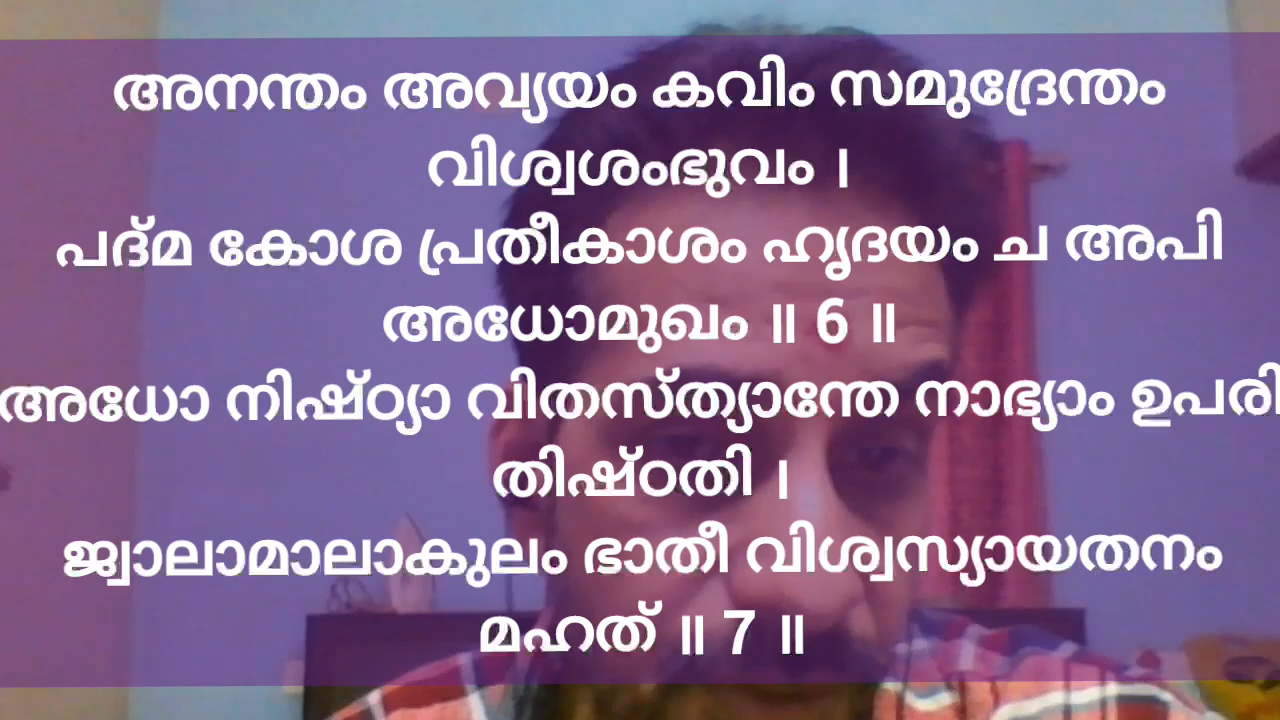 അനന്തം അവ്യയം കവിം സമുദ്രേന്തം
വിശ്വശംഭുവം ।
പദ്മ കോശ പ്രതീകാശം ഹൃദയം ച അപി
അധോമുഖം ॥ 6 ॥
അധോ നിഷ്ഠ്യാ വിതസ്ത്യാന്തേ നാഭ്യാം ഉപരി
തിഷ്ഠതി ।
ജ്വാലാമാലാകുലം ഭാതീ വിശ്വസ്യായതനം
മഹത് ॥ 7 ॥